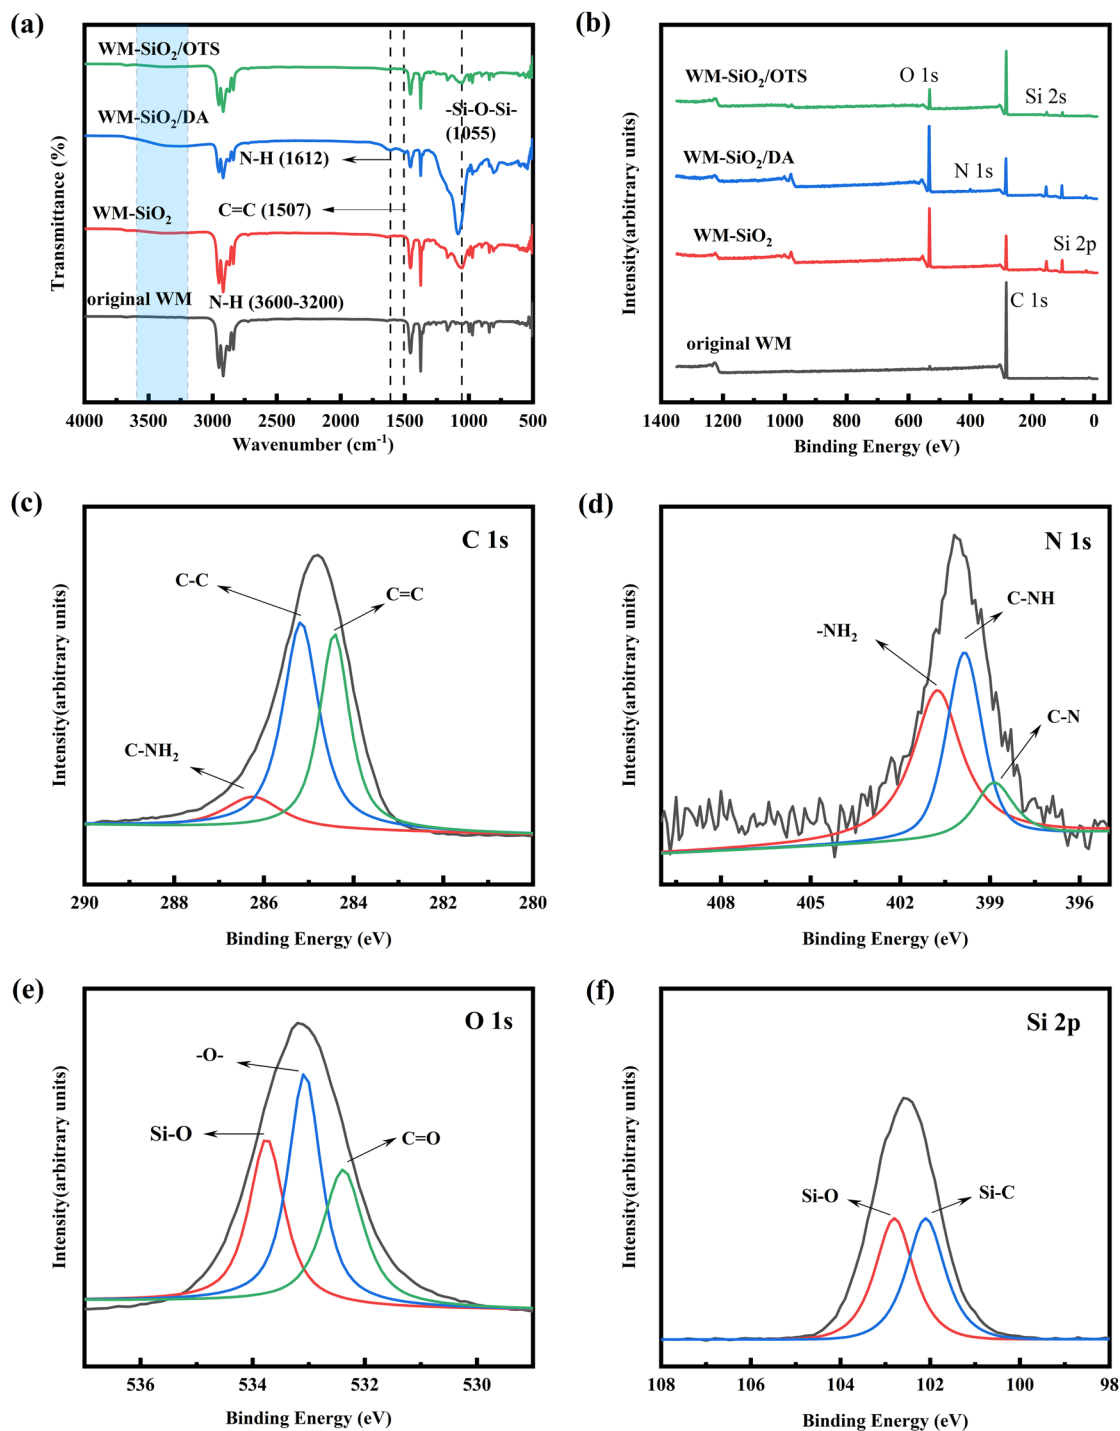 (a)
WM-SiO₂/OTS
WM-SiO₂/DA
-Si-O-Si-
(1055)
N-H (1612)
C=C (1507)
WM-SiO₂
original WM
N-H (3600-3200)
Transmittance (%)
4000 3500 3000 2500 2000 1500 1000 500
Wavenumber (cm⁻¹)
(b)
WM-SiO₂/OTS
O 1s
Si 2s
WM-SiO₂/DA
N 1s
WM-SiO₂
Si 2p
C 1s
original WM
Intensity(arbitrary units)
1400 1200 1000 800 600 400 200 0
Binding Energy (eV)
(c)
C 1s
C-C
C=C
C-NH₂
Intensity(arbitrary units)
290 288 286 284 282 280
Binding Energy (eV)
(d)
N 1s
C-NH
-NH₂
C-N
Intensity(arbitrary units)
408 405 402 399 396
Binding Energy (eV)
(e)
O 1s
-O-
Si-O
C=O
Intensity(arbitrary units)
536 534 532 530
Binding Energy (eV)
(f)
Si 2p
Si-O
Si-C
Intensity(arbitrary units)
108 106 104 102 100 98
Binding Energy (eV)